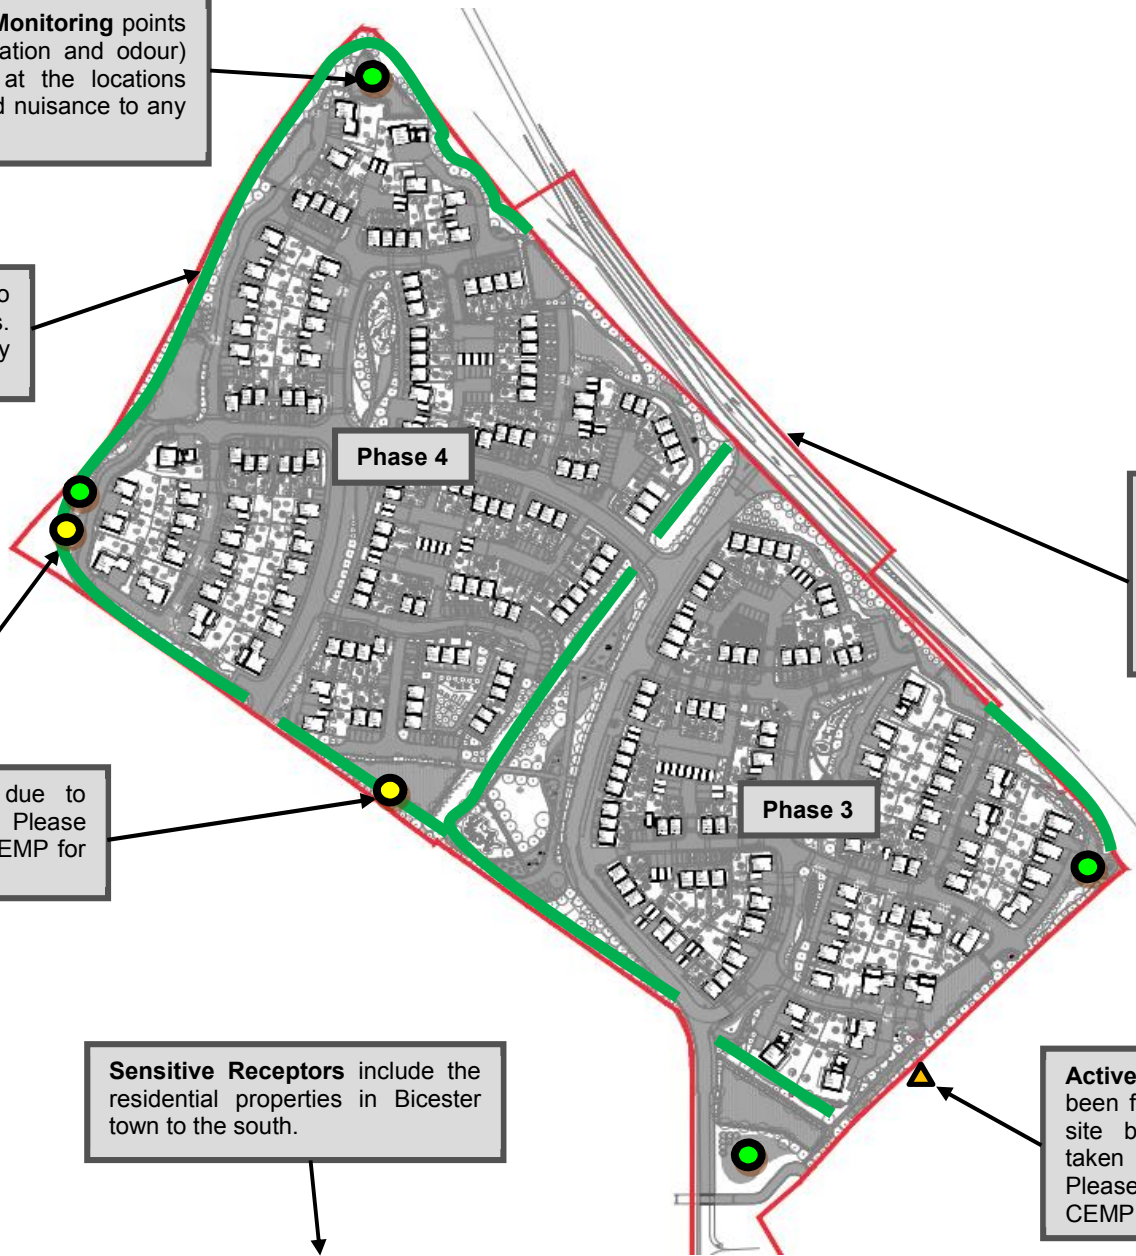 Monitoring points
ation and odour)
at the locations
d nuisance to any
o
s.
y
Phase 4
due to
Please
EMP for
Phase 3
Sensitive Receptors include the
residential properties in Bicester
town to the south.
Active
been f
site b
taken
Please
CEMP